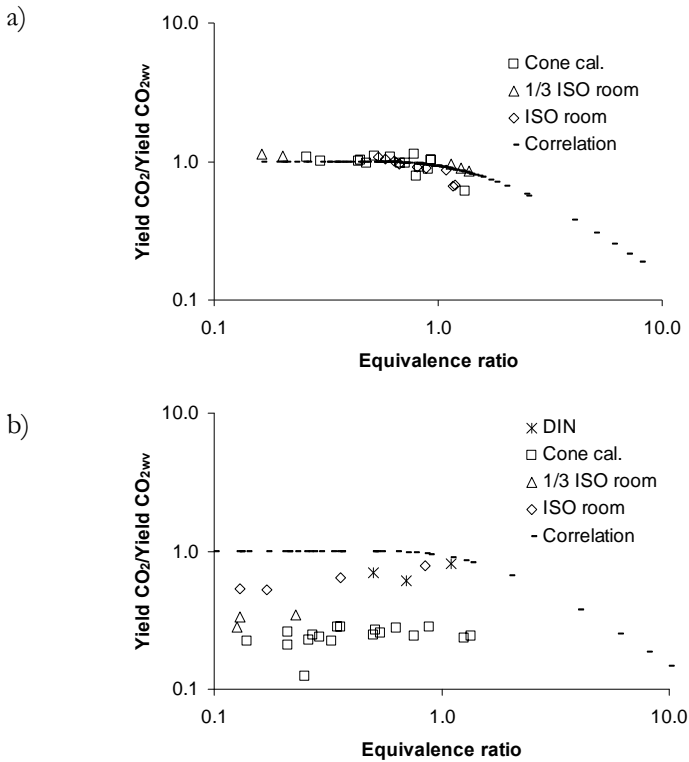 a)
10.0
1.0
0.1
Yield CO2/Yield CO2wv
0.1
1.0
10.0
Equivalence ratio
Cone cal.
1/3 ISO room
ISO room
Correlation
b)
10.0
1.0
0.1
Yield CO2/Yield CO2wv
0.1
1.0
10.0
Equivalence ratio
DIN
Cone cal.
1/3 ISO room
ISO room
Correlation